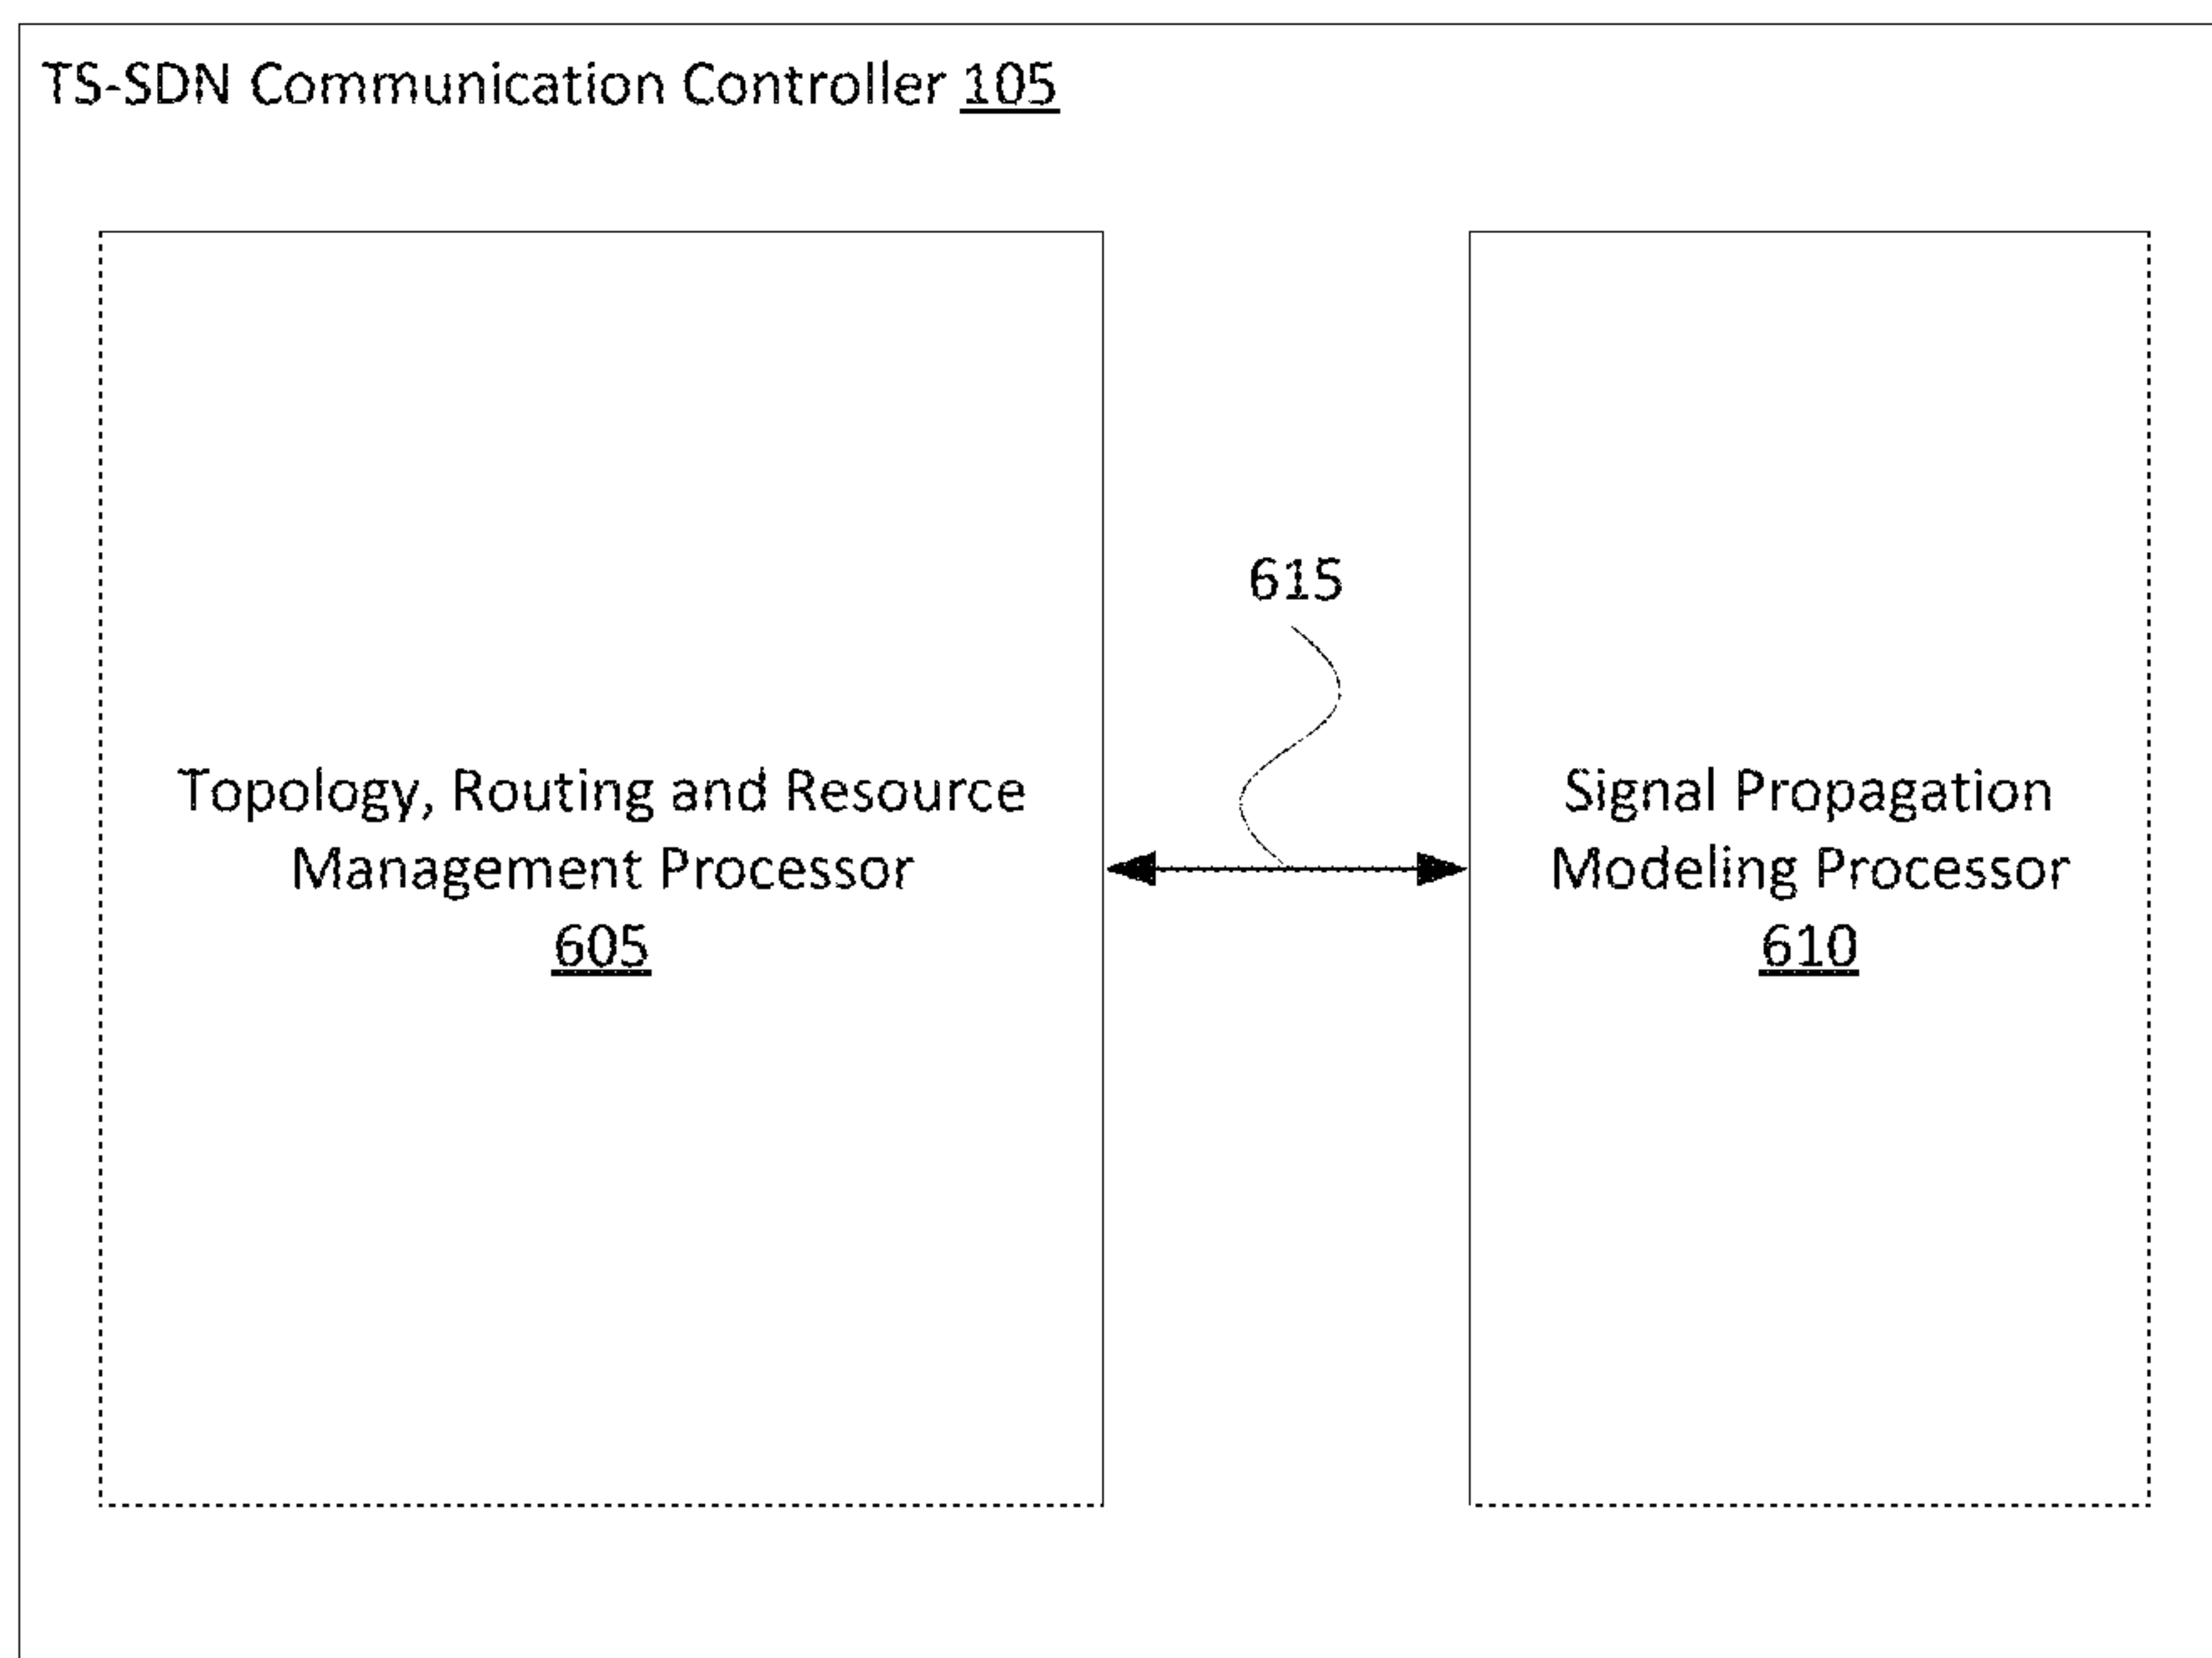 TS-SDN Communication Controller 105
615
Topology, Routing and Resource
Management Processor
605
Signal Propagation
Modeling Processor
610